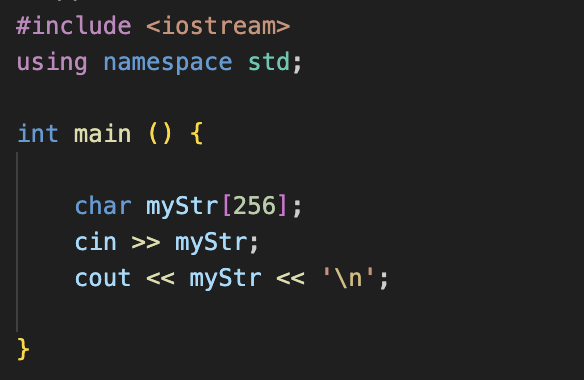 #include <iostream>
using namespace std;
int main () {
char myStr[256];
cin >> myStr;
cout << myStr << '\n';
}